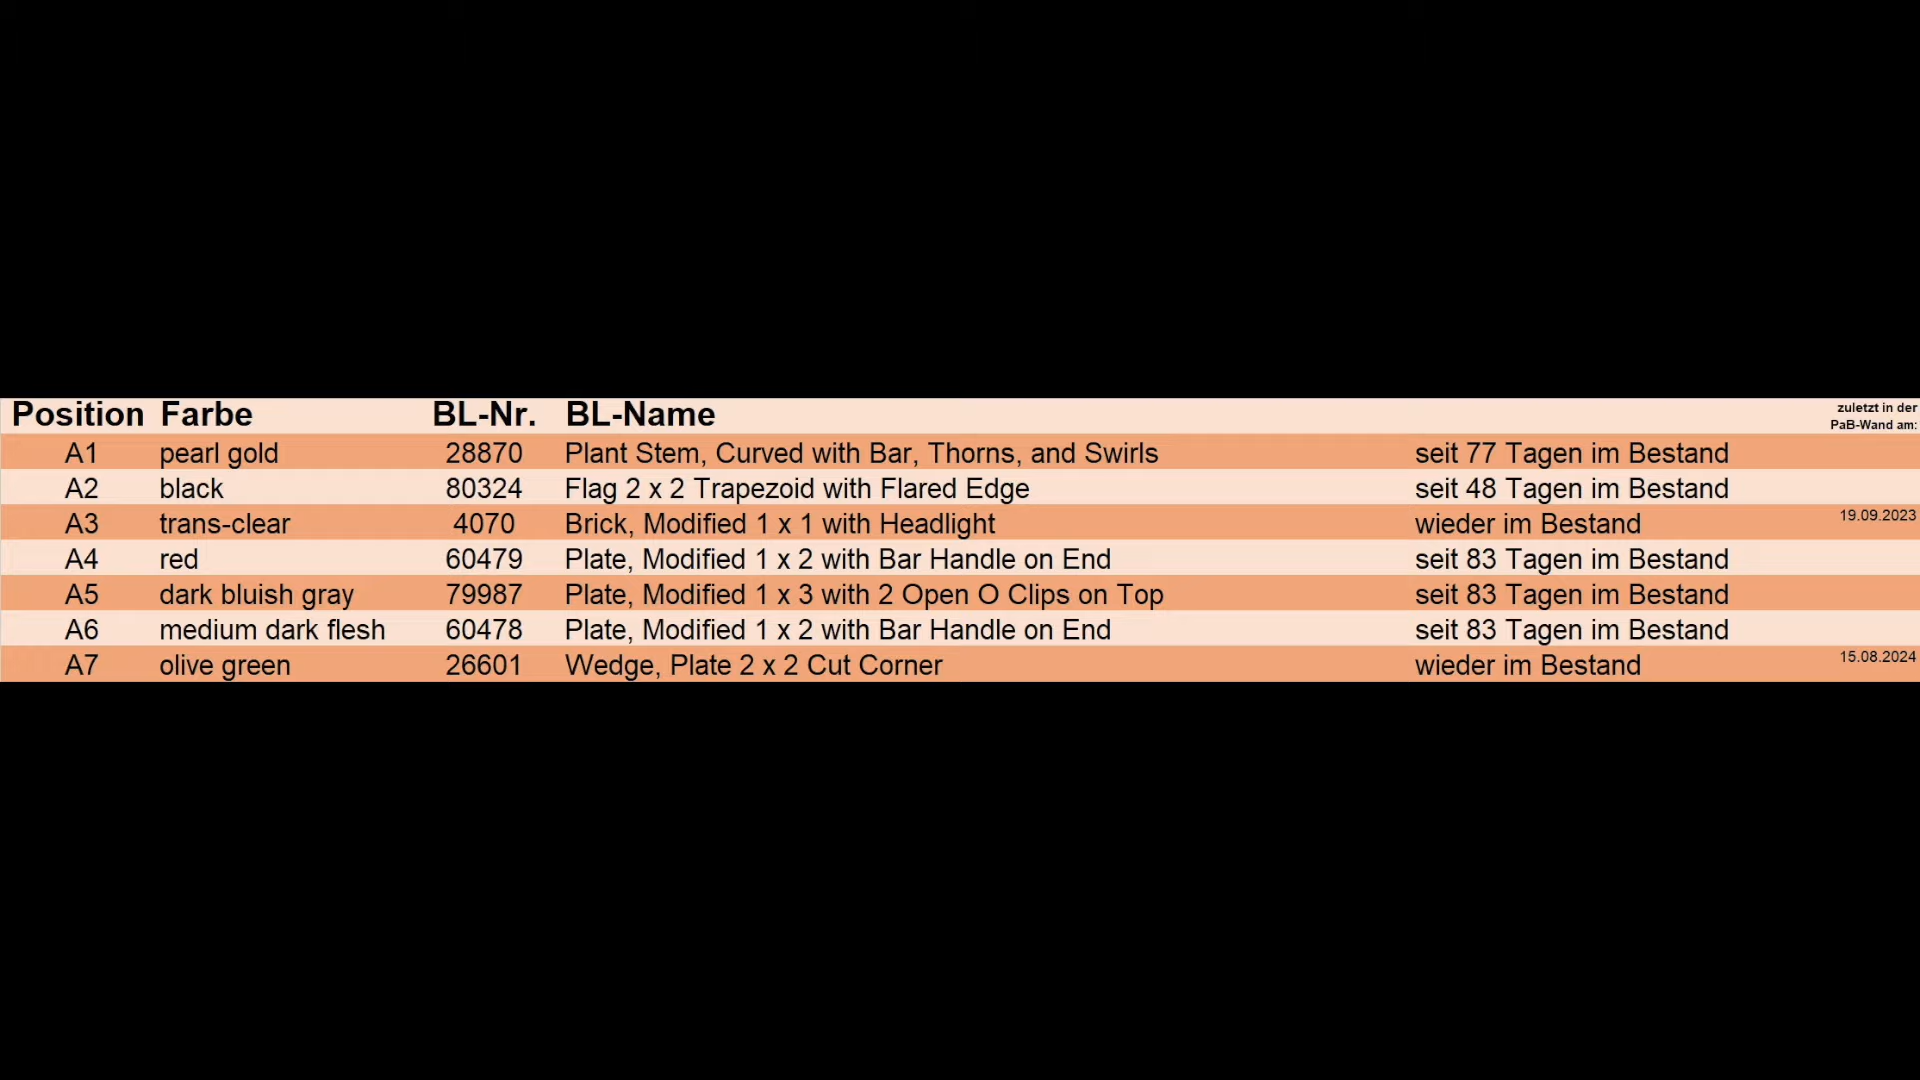 Position Farbe BL-Nr. BL-Name zuletzt in der PaB-Wand am:
A1 pearl gold 28870 Plant Stem, Curved with Bar, Thorns, and Swirls seit 77 Tagen im Bestand
A2 black 80324 Flag 2 x 2 Trapezoid with Flared Edge seit 48 Tagen im Bestand
A3 trans-clear 4070 Brick, Modified 1 x 1 with Headlight wieder im Bestand 19.09.2023
A4 red 60479 Plate, Modified 1 x 2 with Bar Handle on End seit 83 Tagen im Bestand
A5 dark bluish gray 79987 Plate, Modified 1 x 3 with 2 Open O Clips on Top seit 83 Tagen im Bestand
A6 medium dark flesh 60478 Plate, Modified 1 x 2 with Bar Handle on End seit 83 Tagen im Bestand
A7 olive green 26601 Wedge, Plate 2 x 2 Cut Corner wieder im Bestand 15.08.2024